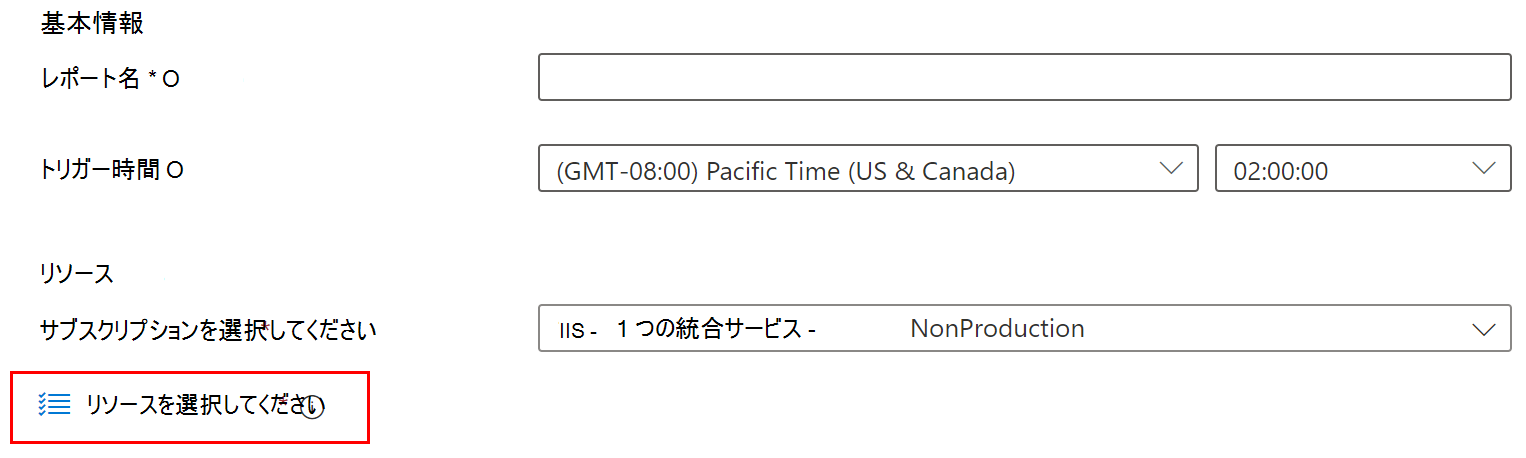 基本情報
レポート名 * O
トリガー時間 O
(GMT-08:00) Pacific Time (US & Canada)
02:00:00
リソース
サブスクリプションを選択してください
IIS - 1 つの統合サービス - NonProduction
リソースを選択してください